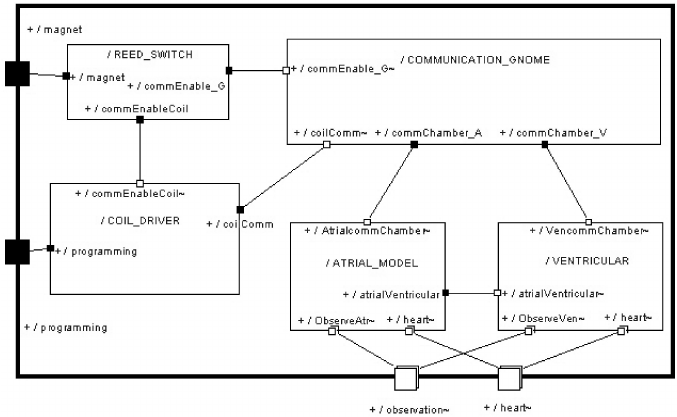 + / magnet
/ REED_SWITCH
/ COMMUNICATION_GNOME
+ / magnet
+ / commEnable_G
+ / commEnable_G~
+ / commEnableCoil
+ / coilComm~
+ / commChamber_A
+ / commChamber_V
+ / commEnableCoil~
/ COIL_DRIVER
+ / coilComm
+ / AtrialcommChamber~
+ / VencommChamber~
+ / programming
/ ATRIAL_MODEL
/ VENTRICULAR
+ / atrialVentricular
+ / atrialVentricular~
+ / ObserveAtr~
+ / heart~
+ / ObserveVen~
+ / heart~
+ / programming
+ / observation~
+ / heart~